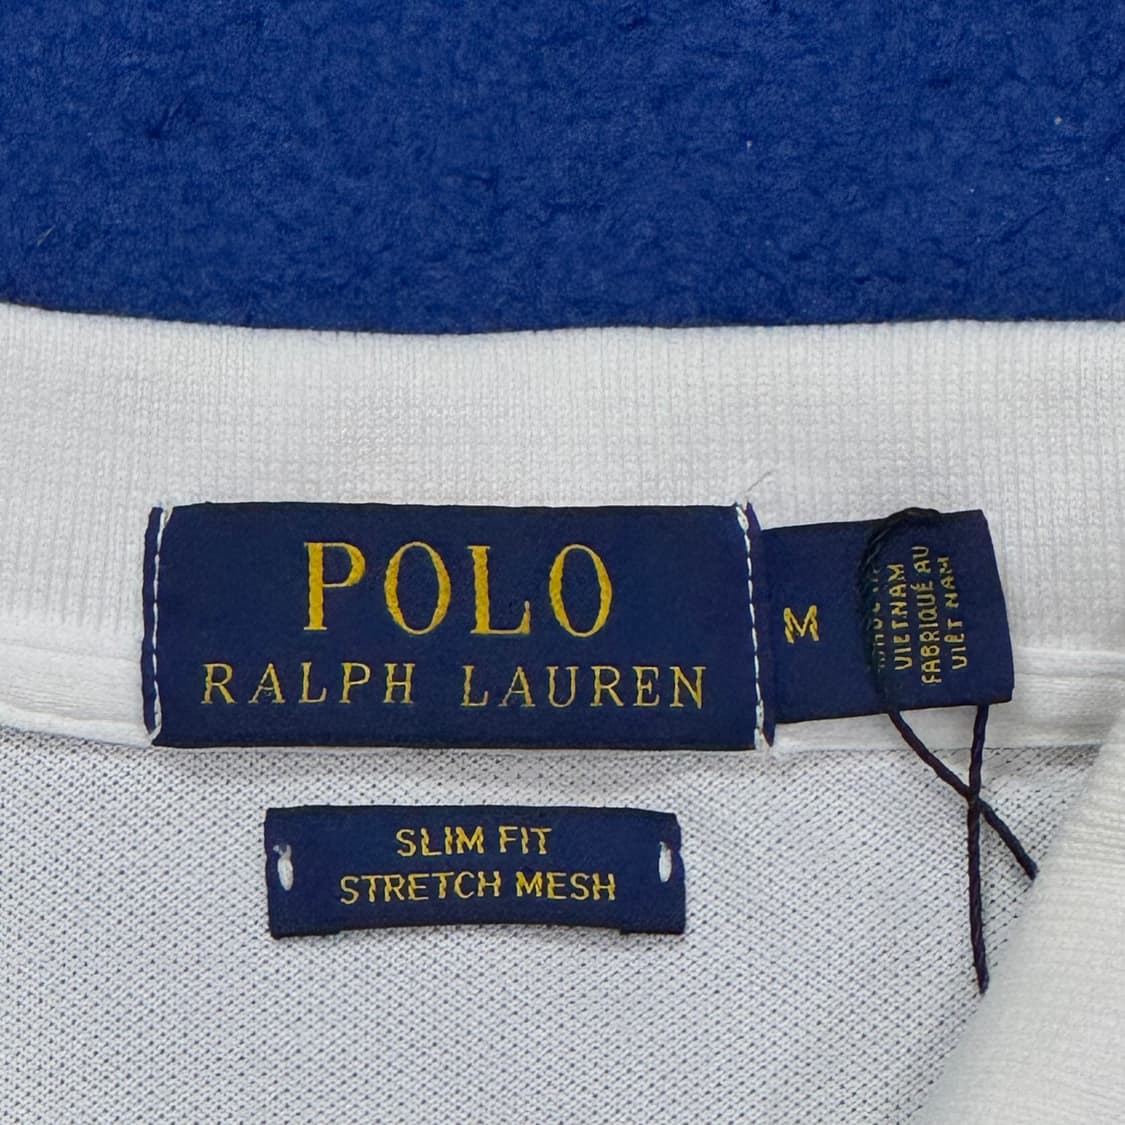 POLO
RALPH LAUREN
M
VIETNAM
FABRIQUÉ AU
VIÊT NAM
SLIM FIT
STRETCH MESH